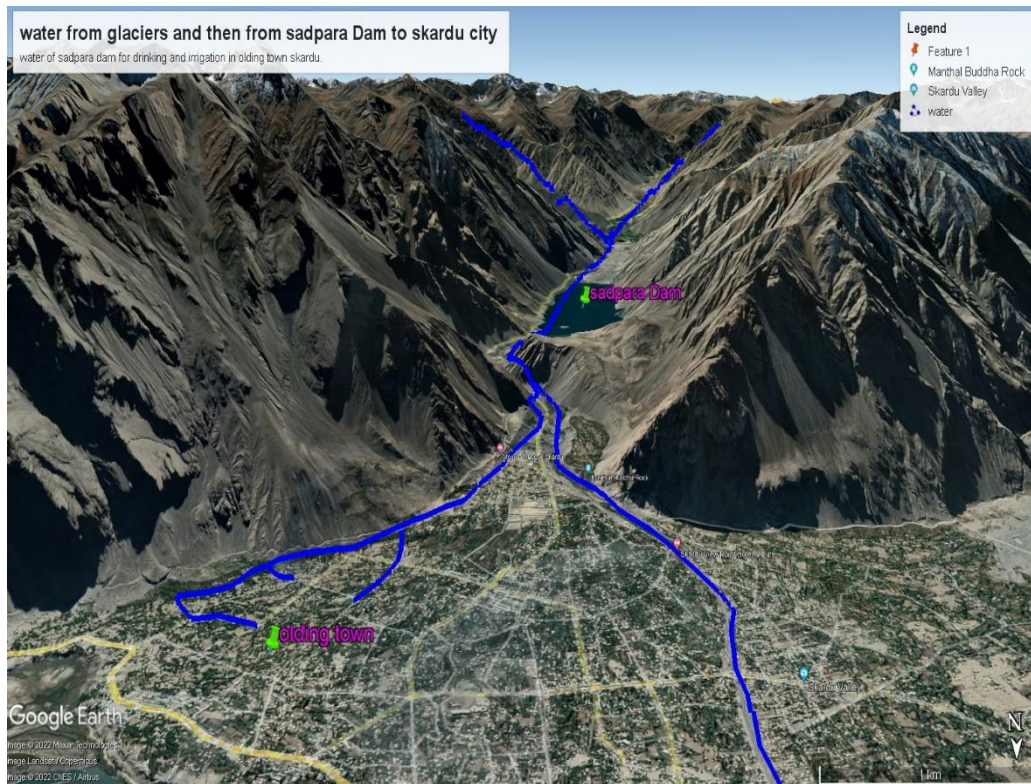 water from glaciers and then from sadpara Dam to skardu city
water of sadpara dam for drinking and irrigation in olding town skardu.
Legend
Feature 1
Manthal Buddha Rock
Skardu Valley
water
sadpara Dam
Buddha Rock
olding town
Skardu Valley
Google Earth
Image © 2022 Maxar Technologies
Image Landsat / Copernicus
Image © 2022 CNES / Airbus
N
1 km